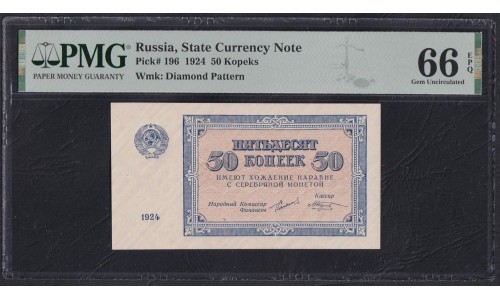 PMG
PAPER MONEY GUARANTY
Russia, State Currency Note
Pick# 196 1924 50 Kopeks
Wmk: Diamond Pattern
66 EPQ
Gem Uncirculated
ПЯТЬДЕСЯТ
50 КОПЕЕК 50
ИМЕЮТ ХОЖДЕНИЕ НАРАВНЕ
С СЕРЕБРЯНОЙ МОНЕТОЙ
Народный Комиссар Финансов
Кассир
1924